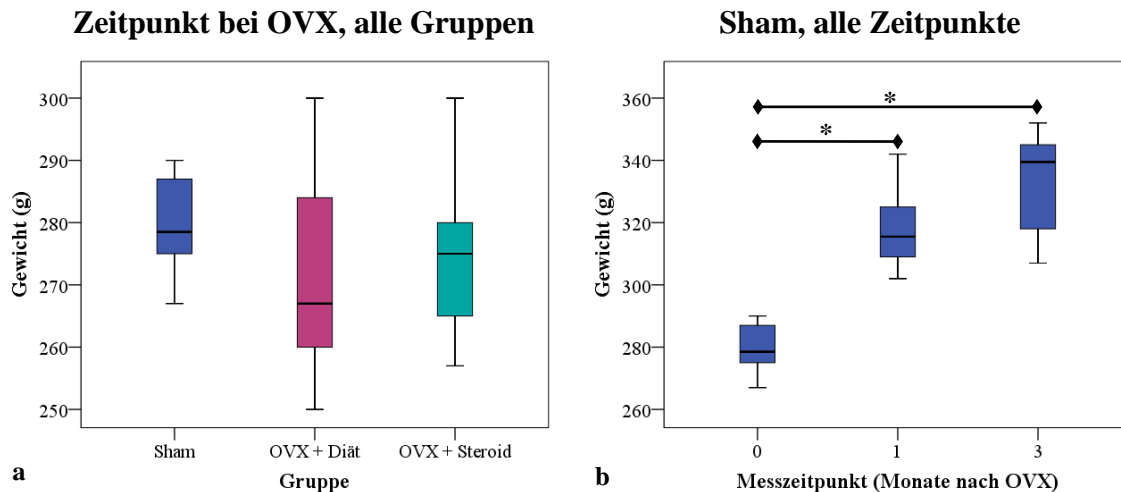 Zeitpunkt bei OVX, alle Gruppen
Gewicht (g)
300
290
280
270
260
250
Sham
OVX + Diät
OVX + Steroid
Gruppe
a
Sham, alle Zeitpunkte
Gewicht (g)
360
340
320
300
280
260
*
*
0
1
3
Messzeitpunkt (Monate nach OVX)
b